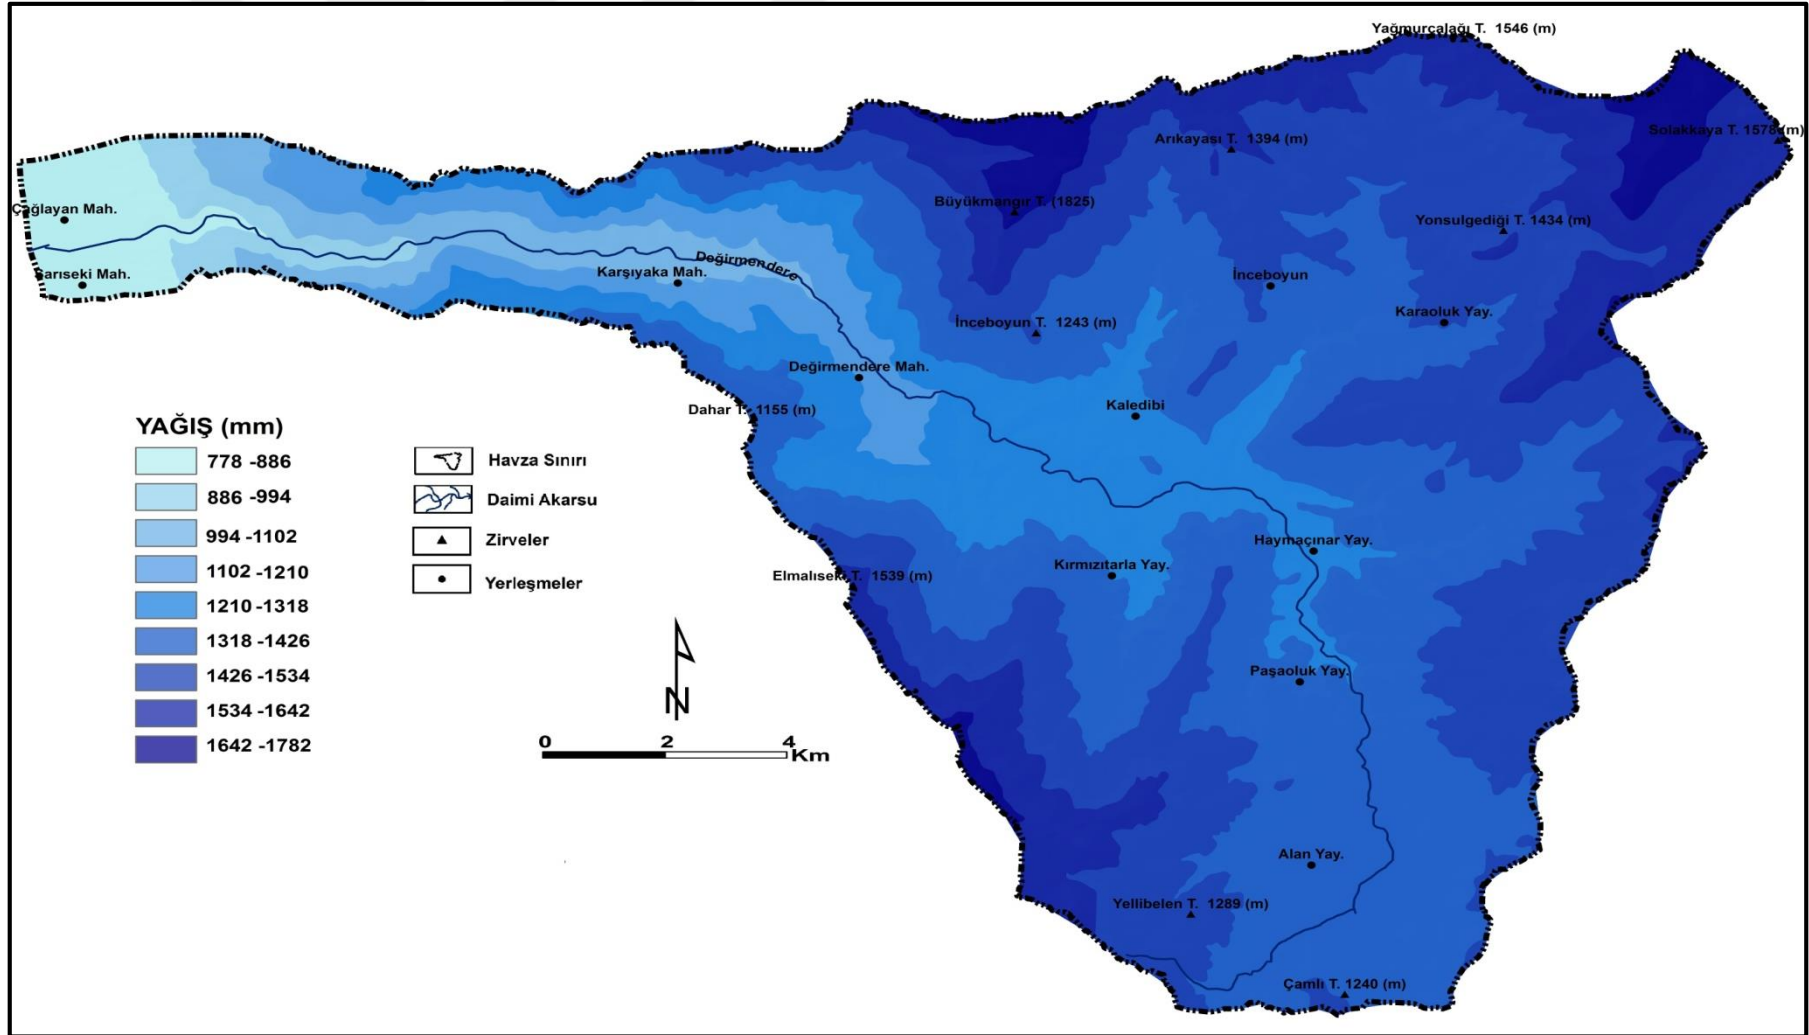 Yağmurçalağı T. 1546 (m)
Solakkaya T. 1578 (m)
Arıkayası T. 1394 (m)
Büyükmangır T. (1825)
Çağlayan Mah.
Yonsulgediği T. 1434 (m)
Değirmendere
Sarıseki Mah.
Karşıyaka Mah.
İnceboyun
Karaoluk Yay.
İnceboyun T. 1243 (m)
Değirmendere Mah.
Dahar T. 1155 (m)
Kaledibi
Haymaçınar Yay.
Kırmızıtarla Yay.
Elmalıseki T. 1539 (m)
Paşaoluk Yay.
Alan Yay.
Yellibelen T. 1289 (m)
Çamlı T. 1240 (m)
YAĞIŞ (mm)
778 -886
886 -994
994 -1102
1102 -1210
1210 -1318
1318 -1426
1426 -1534
1534 -1642
1642 -1782
Havza Sınırı
Daimi Akarsu
Zirveler
Yerleşmeler
N
0 2 4
Km